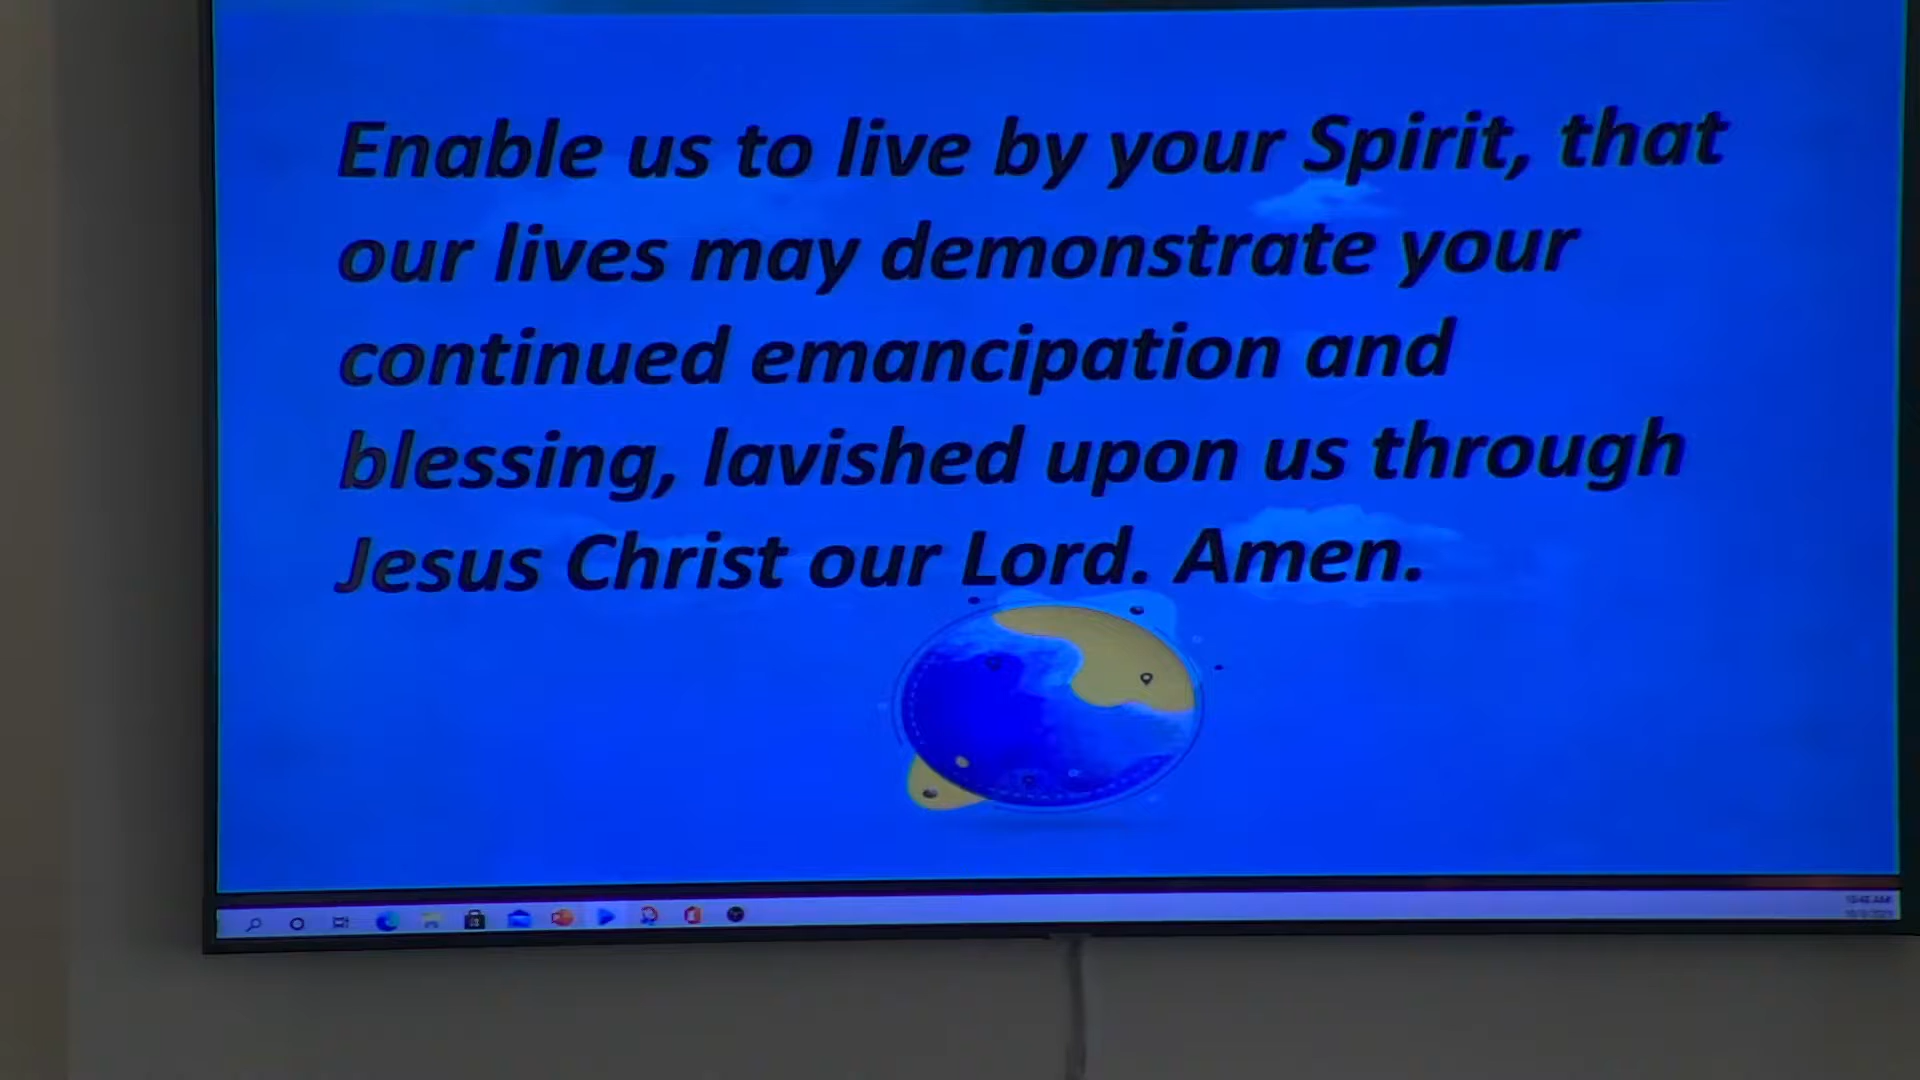 Enable us to live by your Spirit, that
our lives may demonstrate your
continued emancipation and
blessing, lavished upon us through
Jesus Christ our Lord. Amen.